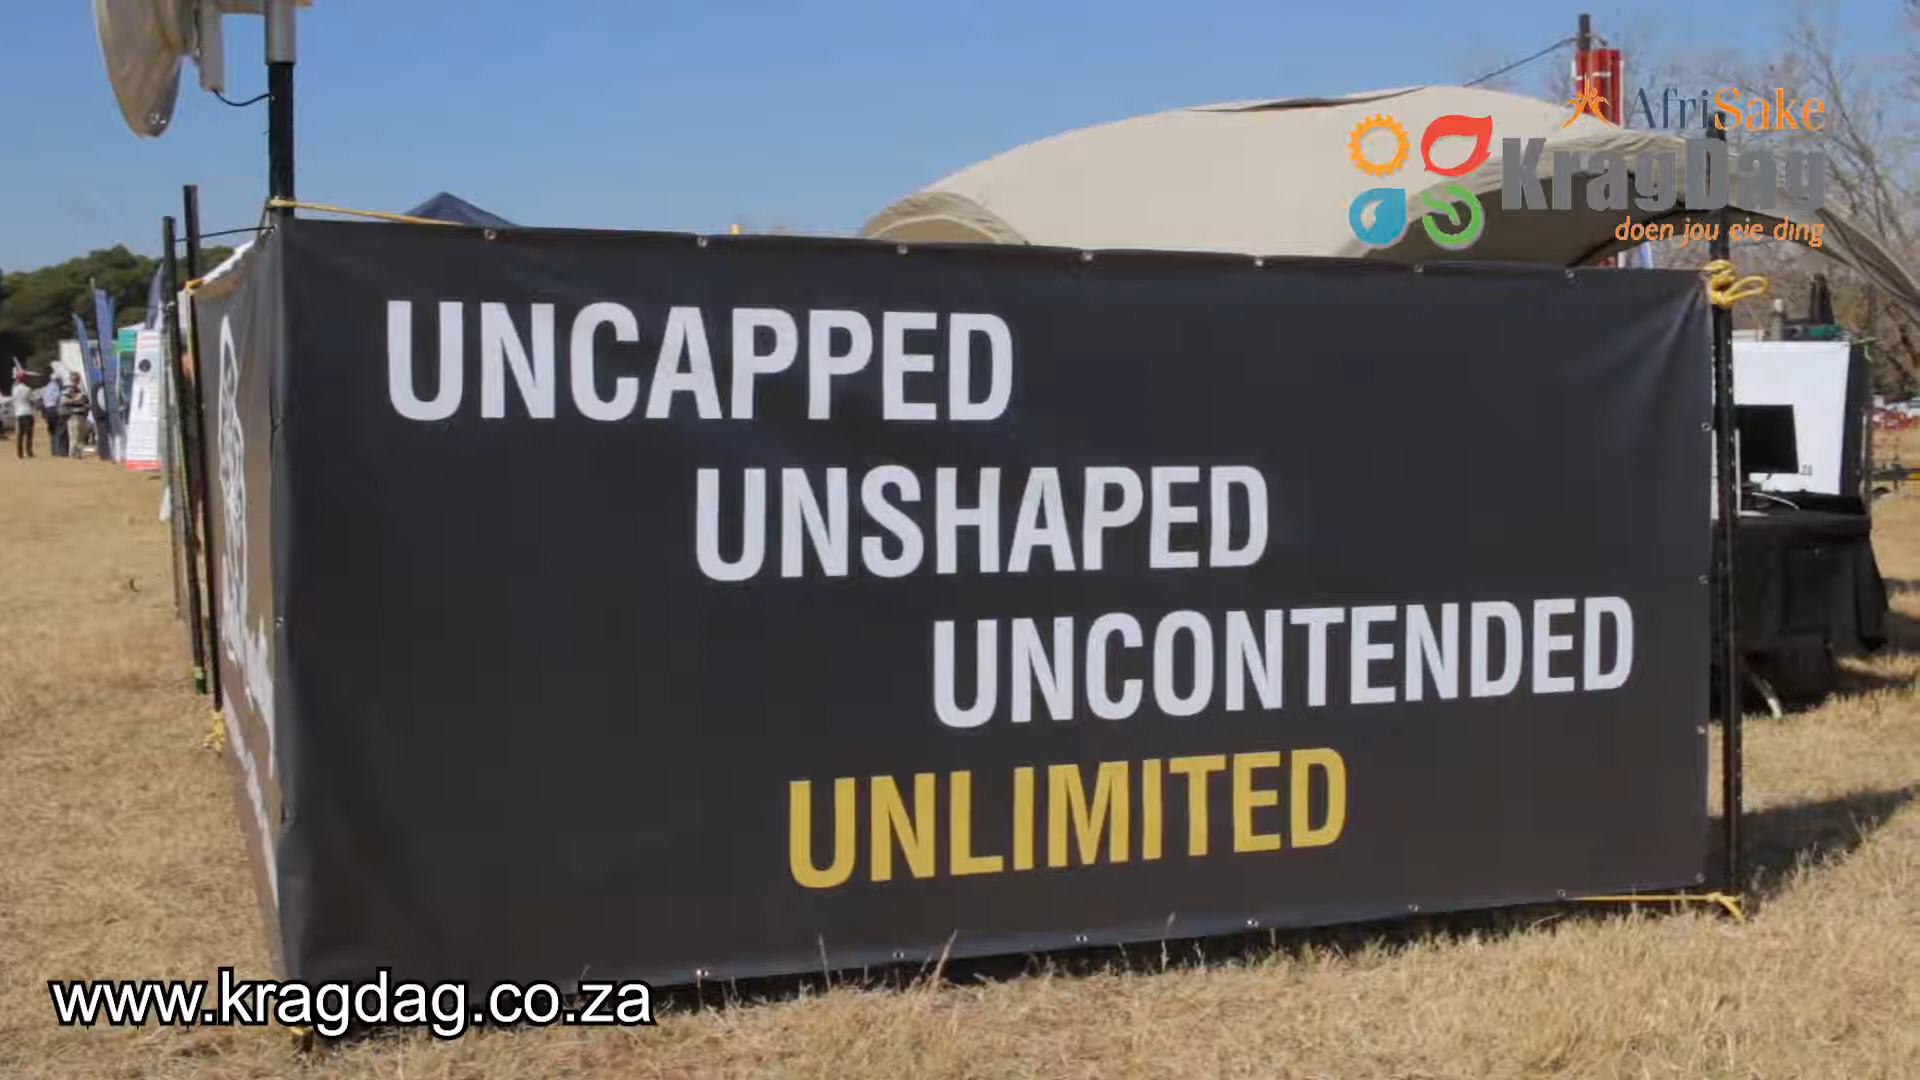 AfriSake
KragDag
doen jou eie ding
UNCAPPED
UNSHAPED
UNCONTENDED
UNLIMITED
www.kragdag.co.za